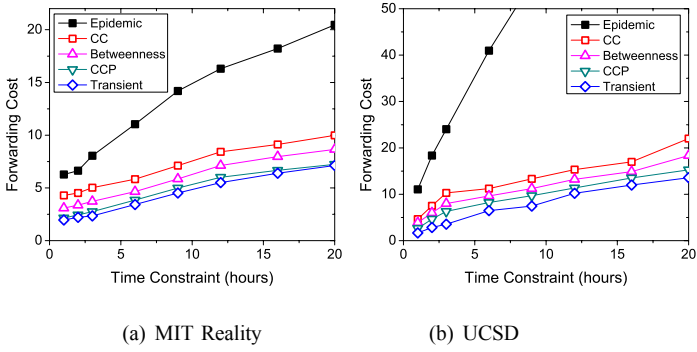 Epidemic
CC
Betweenness
CCP
Transient
Forwarding Cost
20
15
10
5
0
0 5 10 15 20
Time Constraint (hours)
(a) MIT Reality
Epidemic
CC
Betweenness
CCP
Transient
Forwarding Cost
50
40
30
20
10
0
0 5 10 15 20
Time Constraint (hours)
(b) UCSD